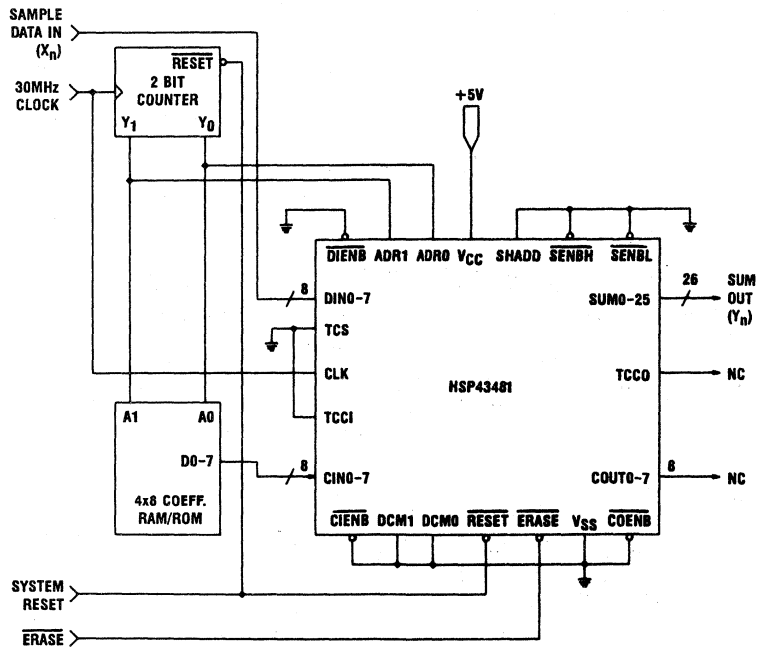 SAMPLE
DATA IN
(Xn)
30MHz
CLOCK
RESET
2 BIT
COUNTER
Y1 Y0
+5V
DIENB ADR1 ADR0 VCC SHADD SENBH SENBL
8
DIN0-7
TCS
CLK
TCCI
8
CIN0-7
HSP43481
26
SUM0-25
SUM
OUT
(Yn)
TCCO
NC
8
COUT0-7
NC
A1 A0
D0-7
4x8 COEFF.
RAM/ROM
CIENB DCM1 DCM0 RESET ERASE VSS COENB
SYSTEM
RESET
ERASE